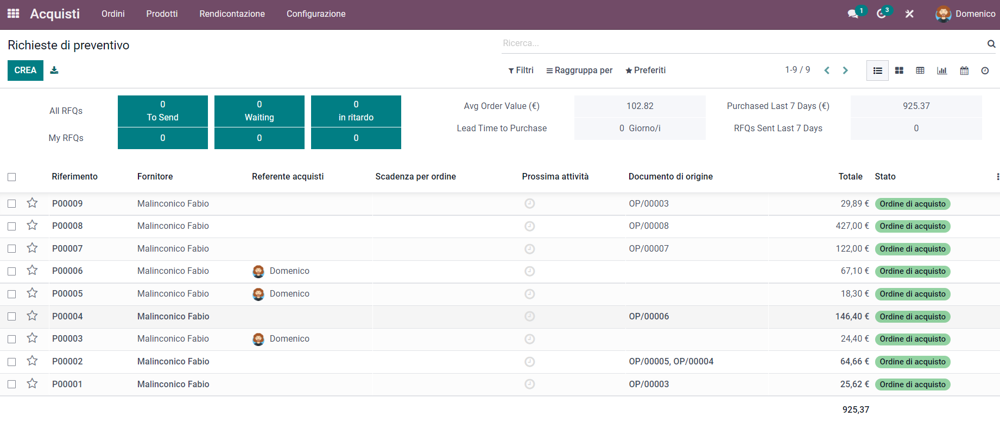 Acquisti Ordini Prodotti Rendicontazione Configurazione 1 3 Domenico
Richieste di preventivo
Ricerca...
CREA
Filtri Raggruppa per Preferiti 1-9 / 9
All RFQs 0 To Send 0 Waiting 0 in ritardo
My RFQs 0 0 0
Avg Order Value (€) 102.82 Purchased Last 7 Days (€) 925.37
Lead Time to Purchase 0 Giorno/i RFQs Sent Last 7 Days 0
Riferimento Fornitore Referente acquisti Scadenza per ordine Prossima attività Documento di origine Totale Stato
P00009 Malinconico Fabio OP/00003 29,89 € Ordine di acquisto
P00008 Malinconico Fabio OP/00008 427,00 € Ordine di acquisto
P00007 Malinconico Fabio OP/00007 122,00 € Ordine di acquisto
P00006 Malinconico Fabio Domenico 67,10 € Ordine di acquisto
P00005 Malinconico Fabio Domenico 18,30 € Ordine di acquisto
P00004 Malinconico Fabio OP/00006 146,40 € Ordine di acquisto
P00003 Malinconico Fabio Domenico 24,40 € Ordine di acquisto
P00002 Malinconico Fabio OP/00005, OP/00004 64,66 € Ordine di acquisto
P00001 Malinconico Fabio OP/00003 25,62 € Ordine di acquisto
925,37